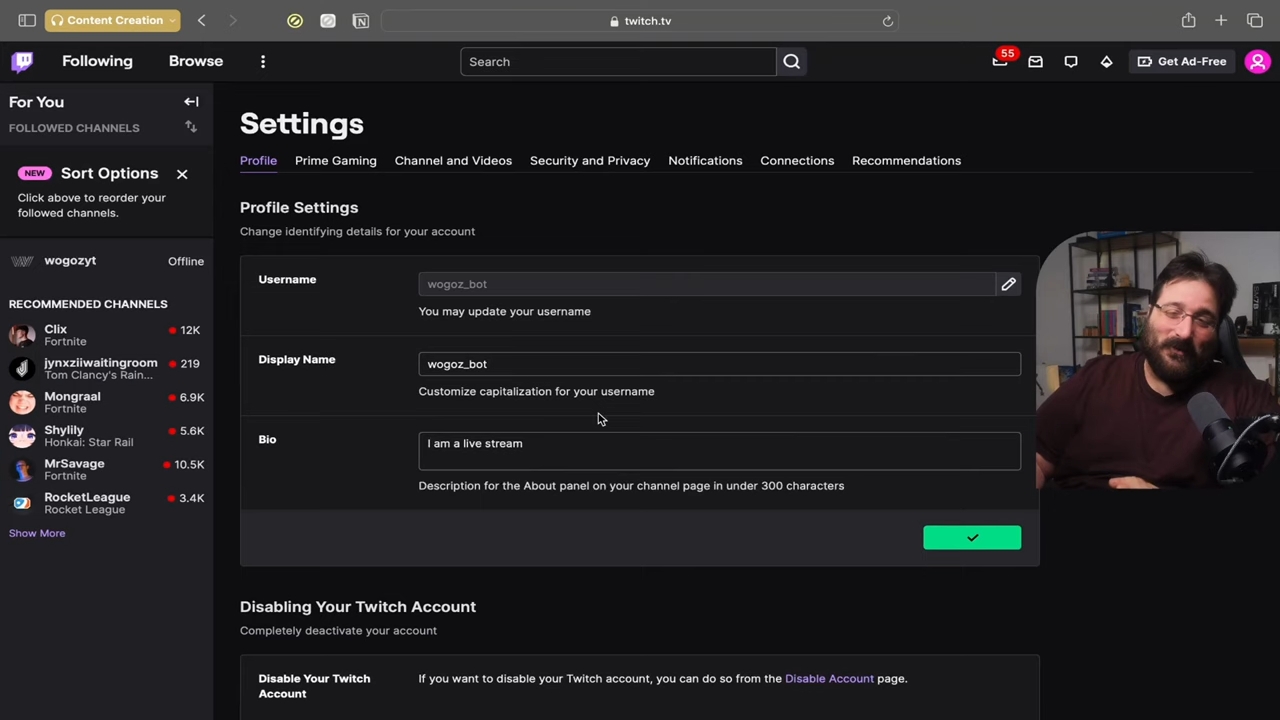 Content Creation
twitch.tv
Following
Browse
Search
55
Get Ad-Free
For You
FOLLOWED CHANNELS
NEW Sort Options
Click above to reorder your
followed channels.
wogozyt Offline
RECOMMENDED CHANNELS
Clix 12K
Fortnite
jynxziiwaitingroom 219
Tom Clancy's Rain...
Mongraal 6.9K
Fortnite
Shylily 5.6K
Honkai: Star Rail
MrSavage 10.5K
Fortnite
RocketLeague 3.4K
Rocket League
Show More
Settings
Profile Prime Gaming Channel and Videos Security and Privacy Notifications Connections Recommendations
Profile Settings
Change identifying details for your account
Username
wogoz_bot
You may update your username
Display Name
wogoz_bot
Customize capitalization for your username
Bio
I am a live stream
Description for the About panel on your channel page in under 300 characters
Disabling Your Twitch Account
Completely deactivate your account
Disable Your Twitch
Account
If you want to disable your Twitch account, you can do so from the Disable Account page.